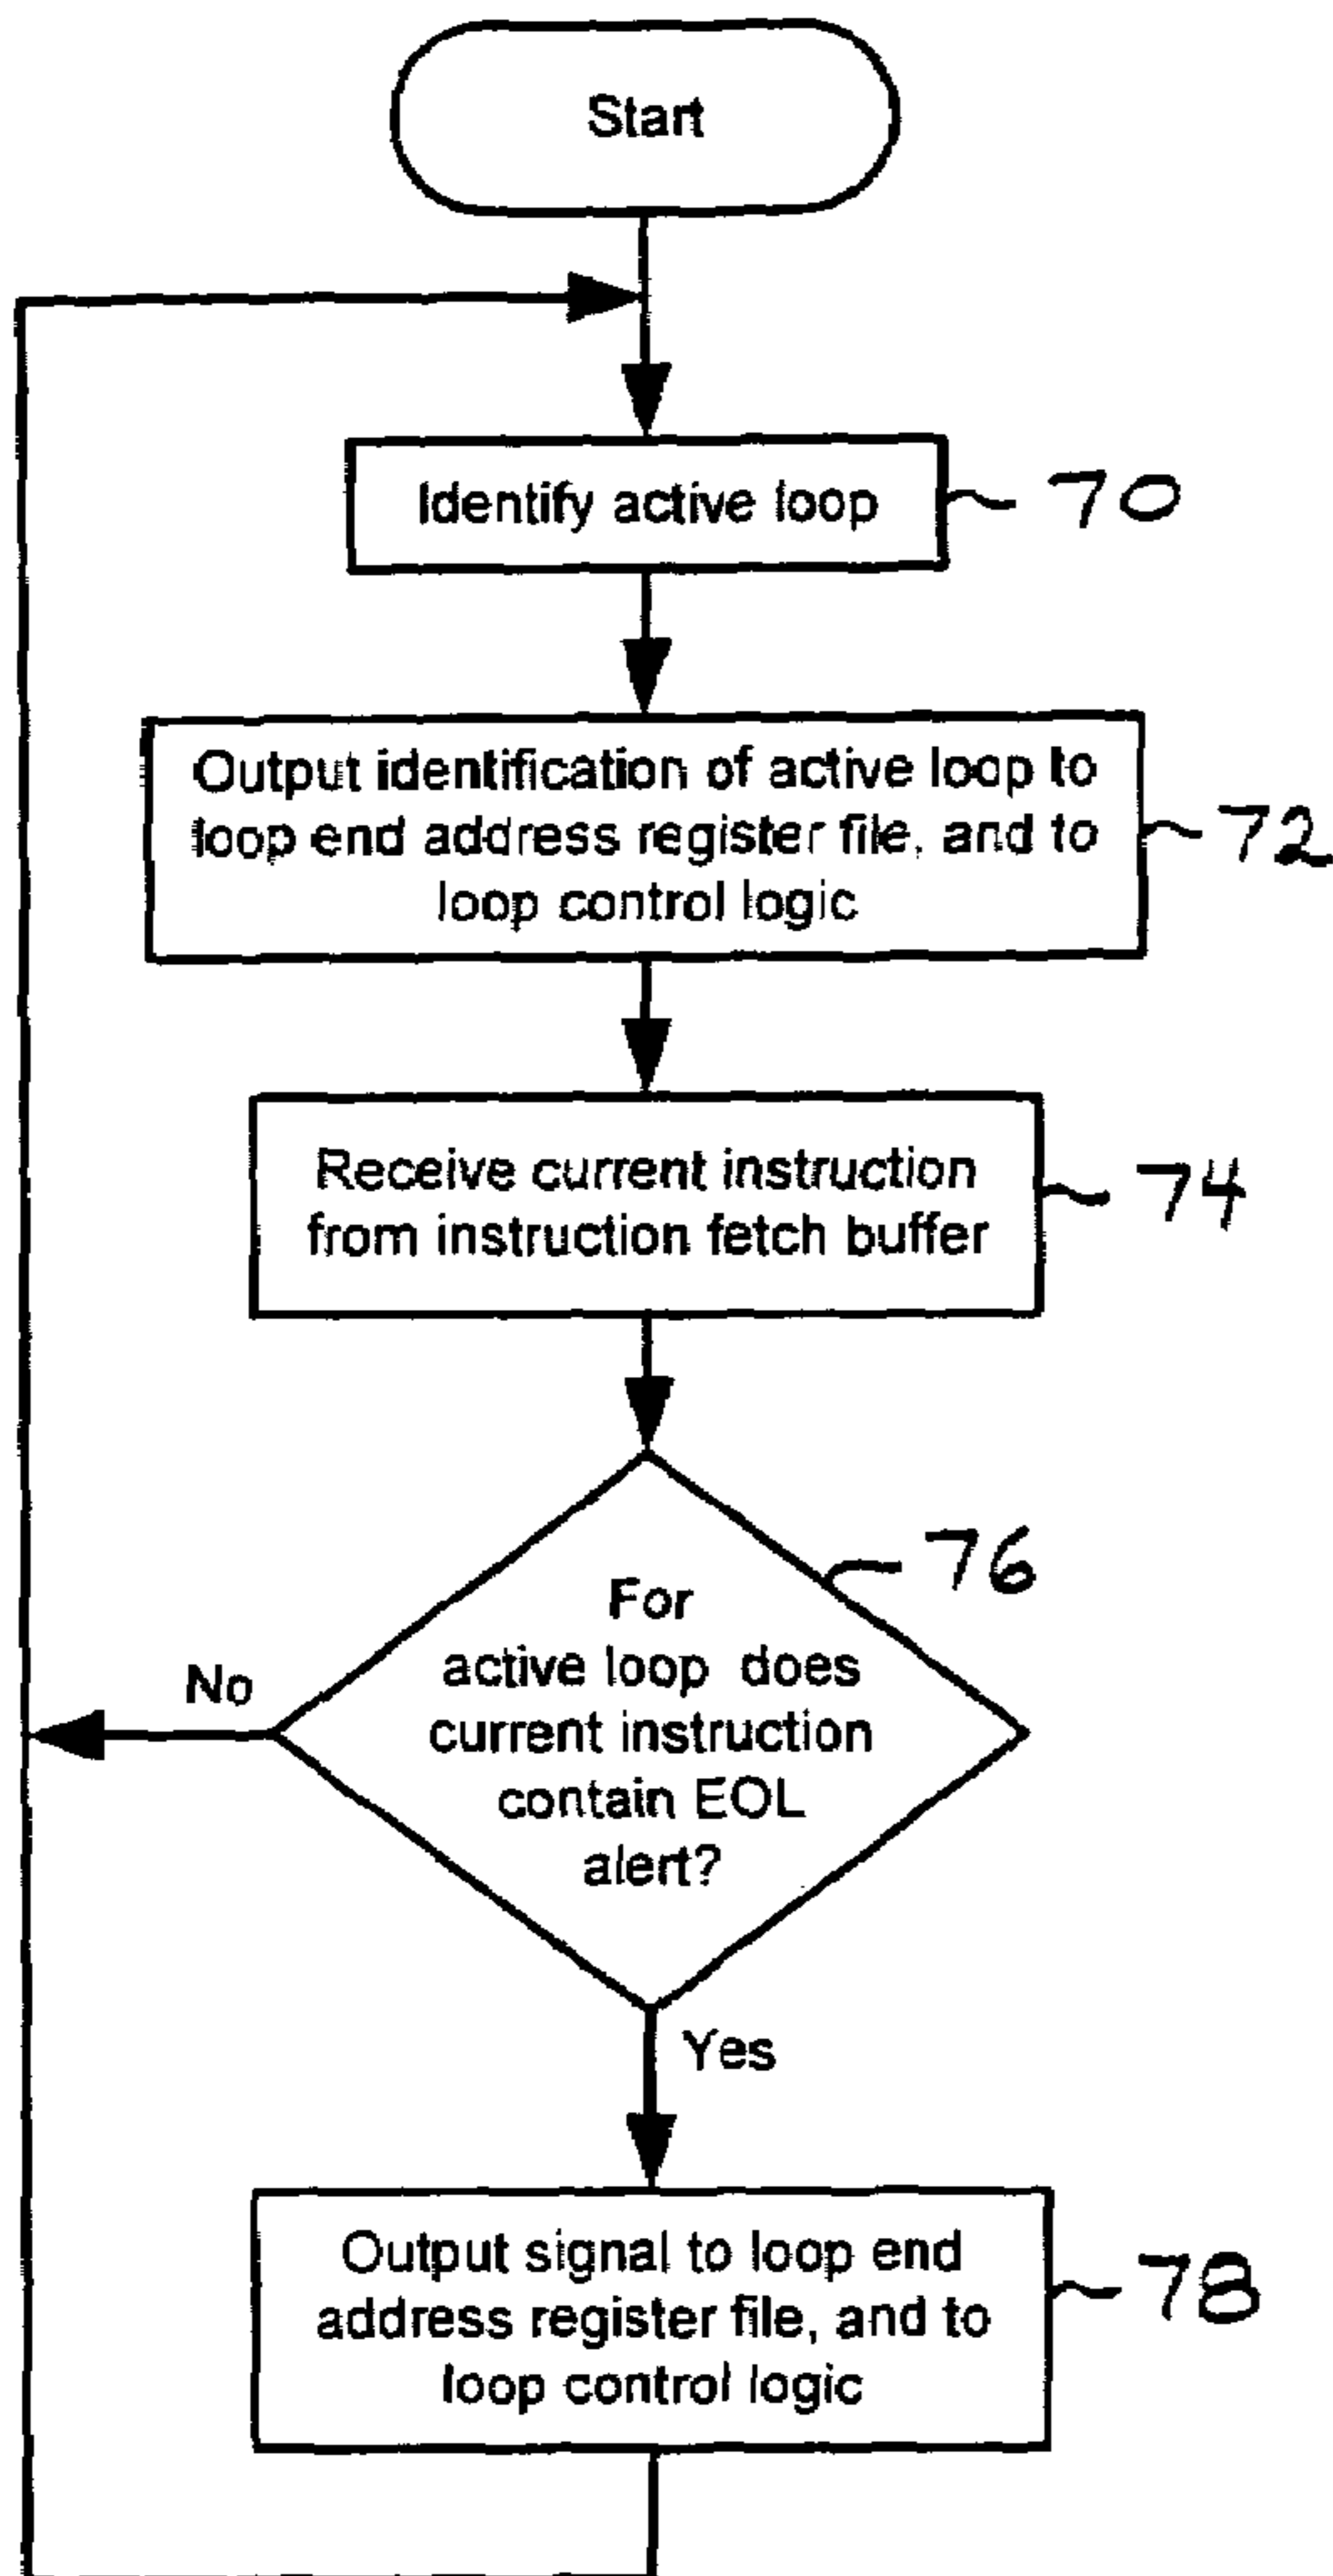 Start
Identify active loop
70
Output identification of active loop to
loop end address register file, and to
loop control logic
72
Receive current instruction
from instruction fetch buffer
74
76
For
active loop does
current instruction
contain EOL
alert?
No
Yes
Output signal to loop end
address register file, and to
loop control logic
78